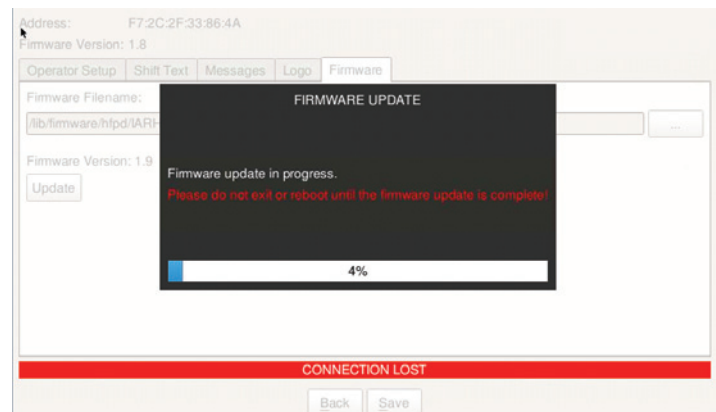 Address: F7:2C:2F:33:86:4A
Firmware Version: 1.8
Operator Setup Shift Text Messages Logo Firmware
Firmware Filename:
/lib/firmware/hfpd/IARH
...
Firmware Version: 1.9
Update
FIRMWARE UPDATE
Firmware update in progress.
Please do not exit or reboot until the firmware update is complete!
4%
CONNECTION LOST
Back Save